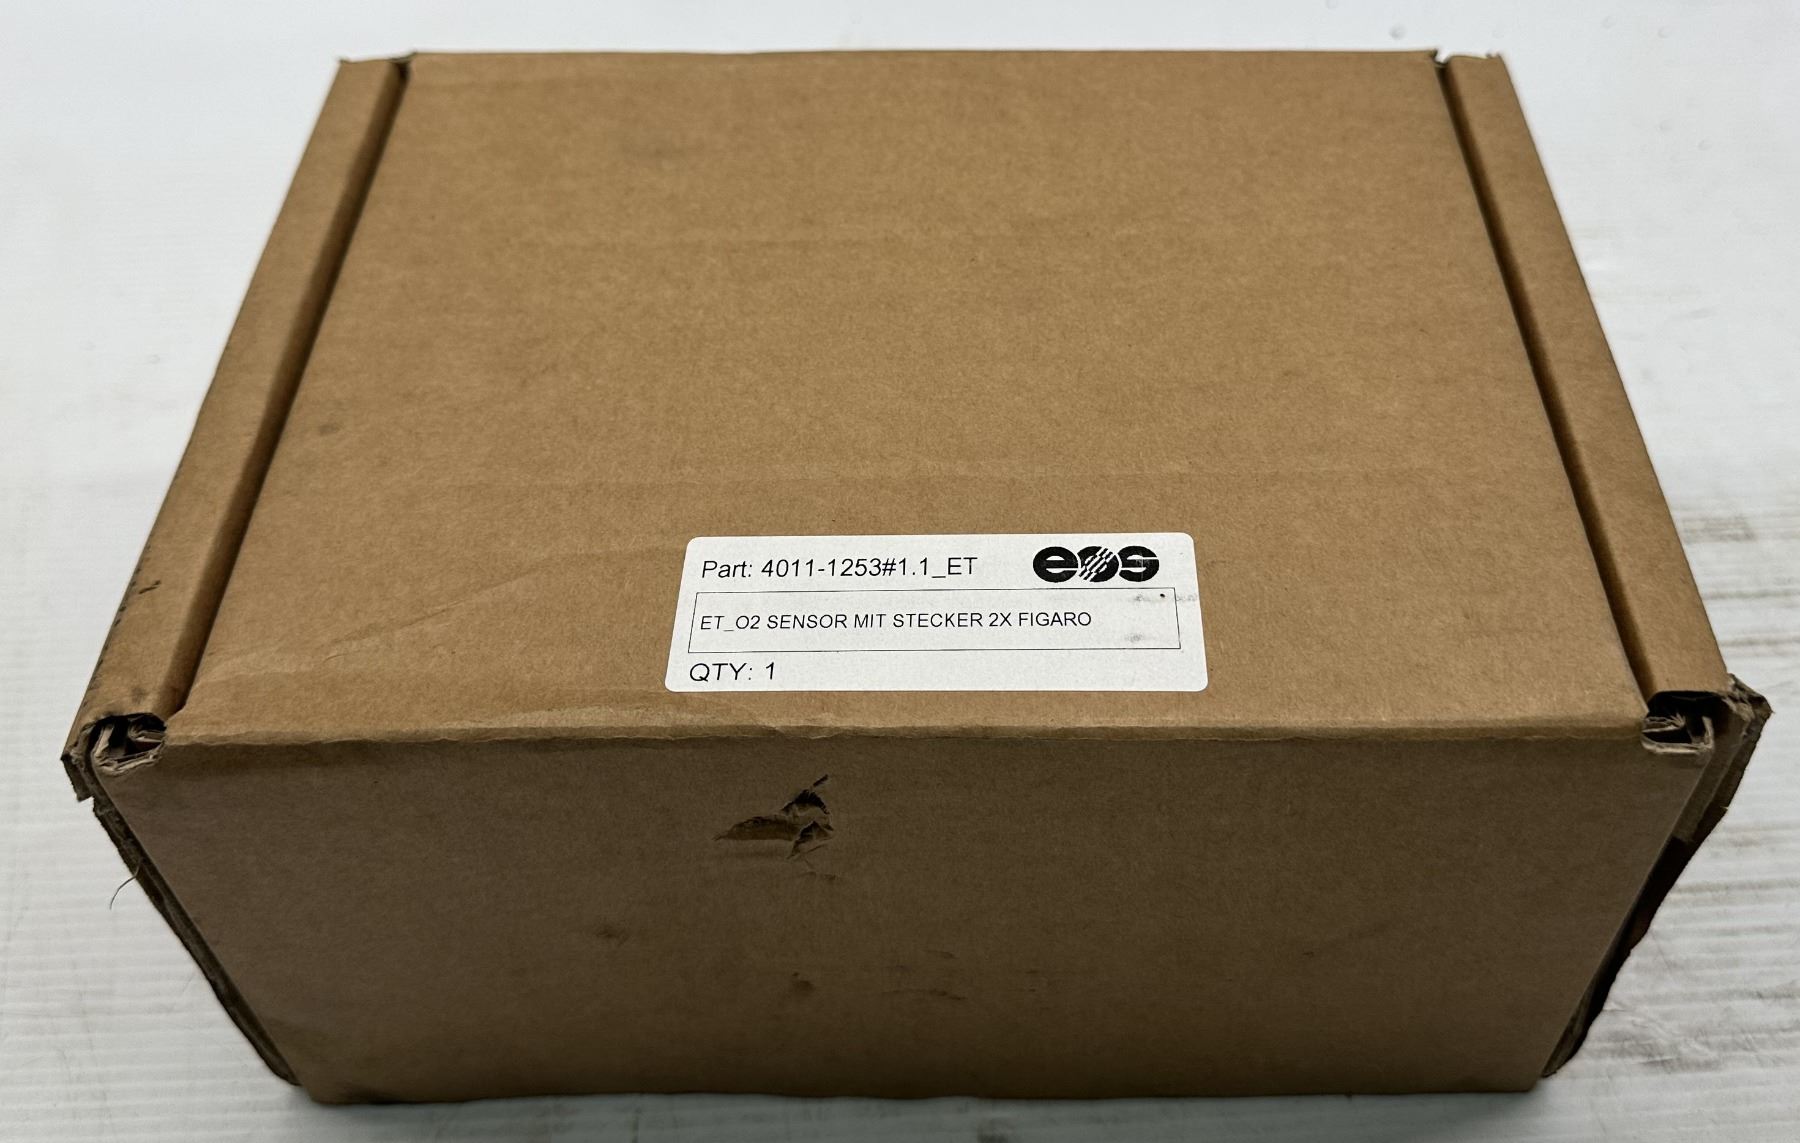 Part: 4011-1253#1.1_ET eos
ET_O2 SENSOR MIT STECKER 2X FIGARO
QTY: 1